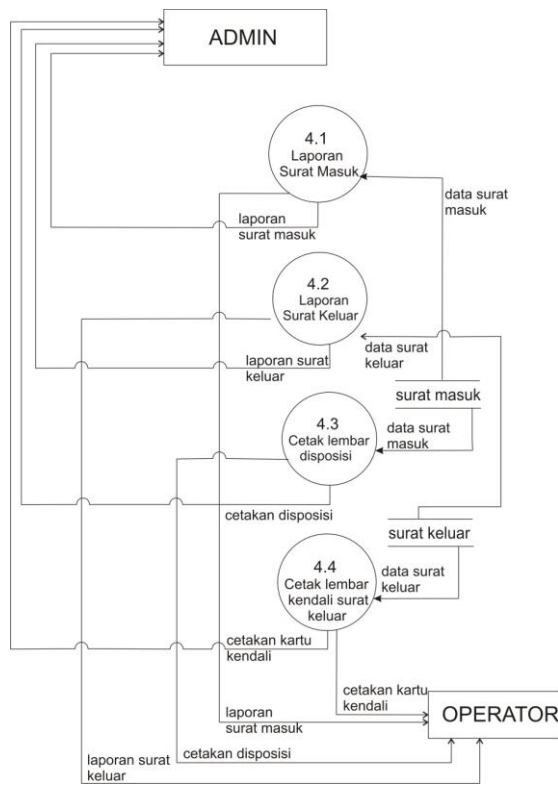 ADMIN
4.1
Laporan
Surat Masuk
data surat
masuk
laporan
surat masuk
4.2
Laporan
Surat Keluar
laporan surat
keluar
data surat
keluar
surat masuk
4.3
Cetak lembar
disposisi
data surat
masuk
cetakan disposisi
surat keluar
4.4
Cetak lembar
kendali surat
keluar
data surat
keluar
cetakan kartu
kendali
cetakan kartu
kendali
laporan
surat masuk
OPERATOR
cetakan disposisi
laporan surat
keluar